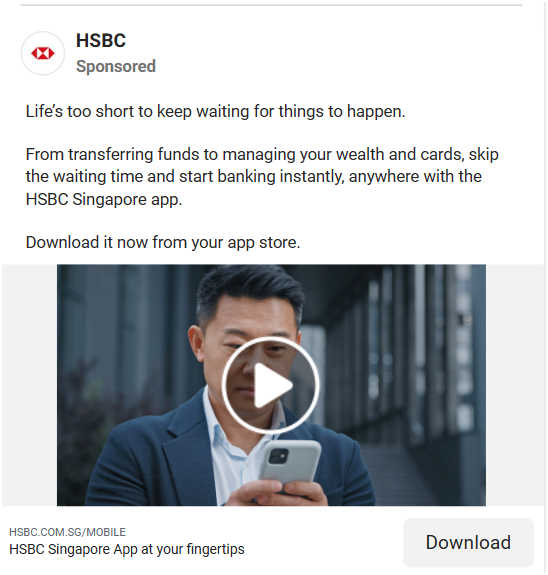 HSBC
Sponsored
Life’s too short to keep waiting for things to happen.
From transferring funds to managing your wealth and cards, skip
the waiting time and start banking instantly, anywhere with the
HSBC Singapore app.
Download it now from your app store.
HSBC.COM.SG/MOBILE
HSBC Singapore App at your fingertips
Download